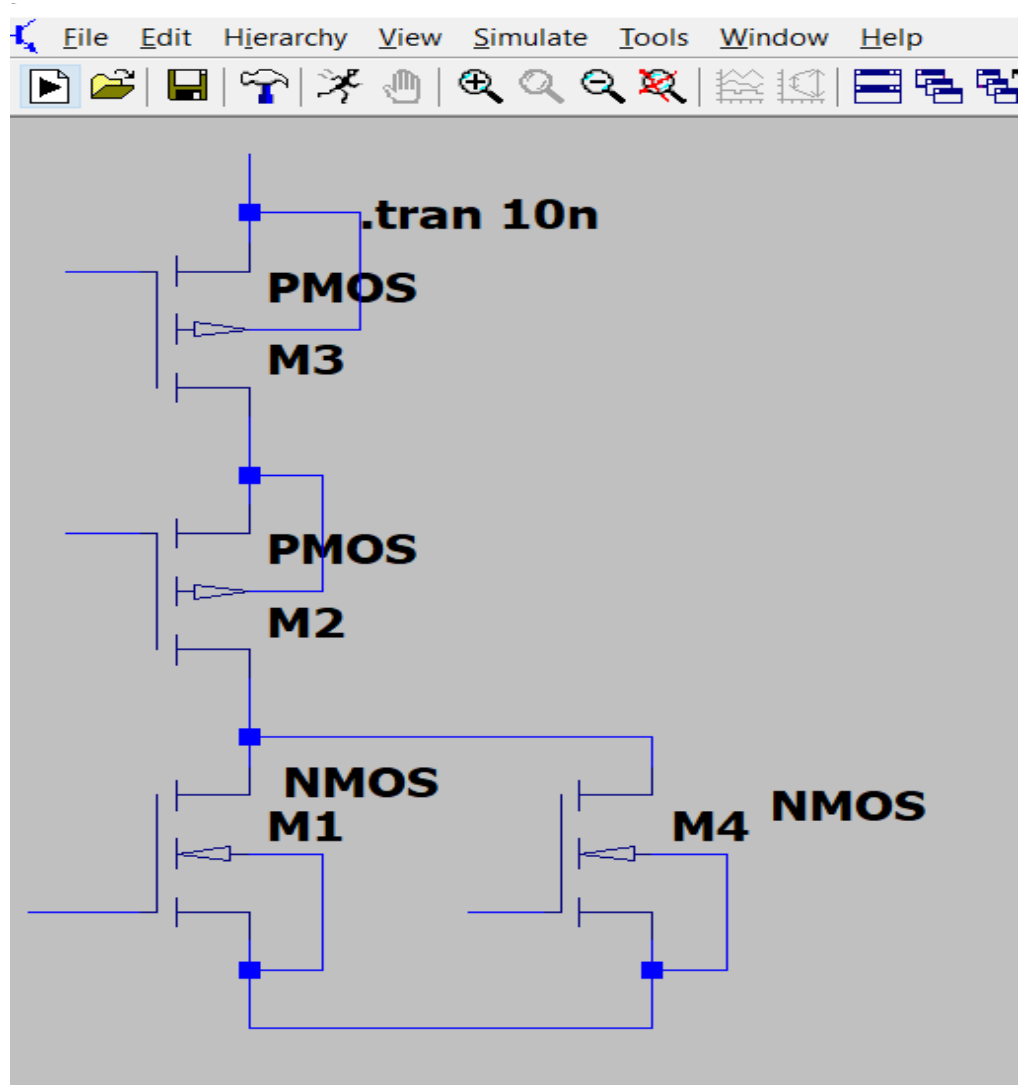 File Edit Hierarchy View Simulate Tools Window Help
.tran 10n
PMOS
M3
PMOS
M2
NMOS
M1
M4
NMOS